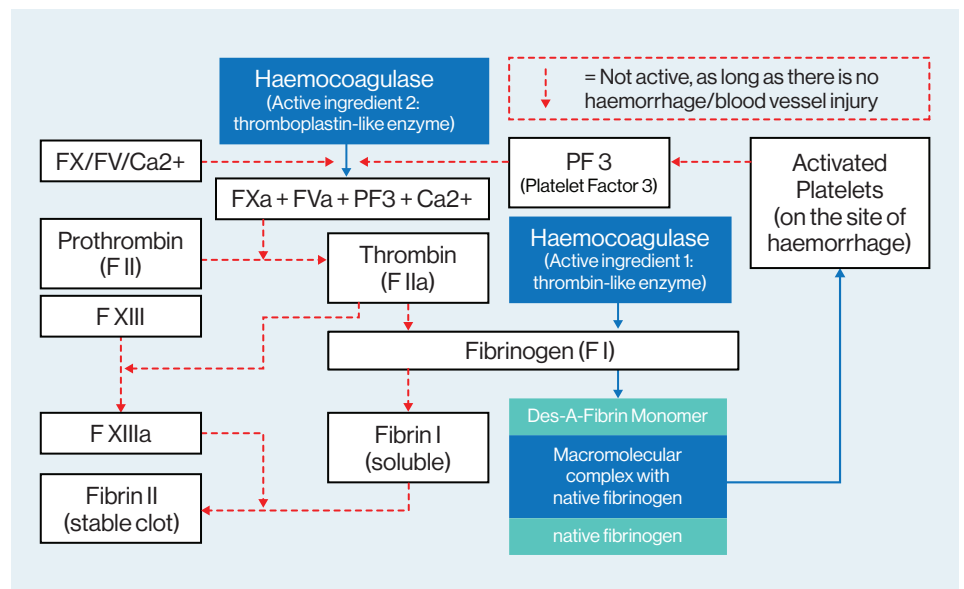 Haemocoagulase
(Active ingredient 2:
thromboplastin-like enzyme)
= Not active, as long as there is no
haemorrhage/blood vessel injury
FX/FV/Ca2+
PF 3
(Platelet Factor 3)
Activated
Platelets
(on the site of
haemorrhage)
FXa + FVa + PF3 + Ca2+
Prothrombin
(F II)
Thrombin
(F IIa)
Haemocoagulase
(Active ingredient 1:
thrombin-like enzyme)
F XIII
Fibrinogen (F I)
F XIIIa
Fibrin I
(soluble)
Des-A-Fibrin Monomer
Macromolecular
complex with
native fibrinogen
native fibrinogen
Fibrin II
(stable clot)